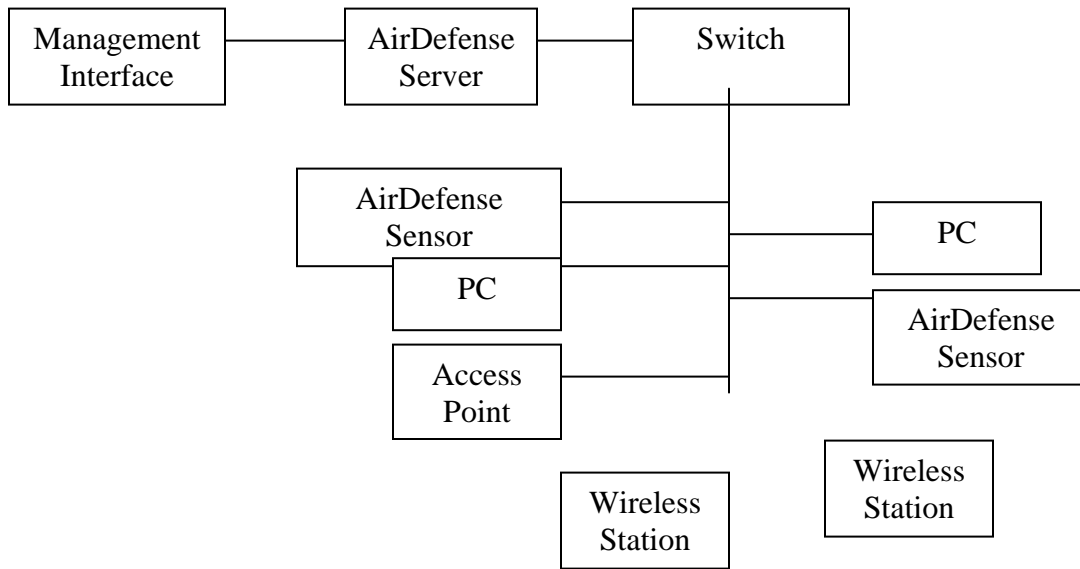 Management
Interface
AirDefense
Server
Switch
AirDefense
Sensor
PC
PC
AirDefense
Sensor
Access
Point
Wireless
Station
Wireless
Station